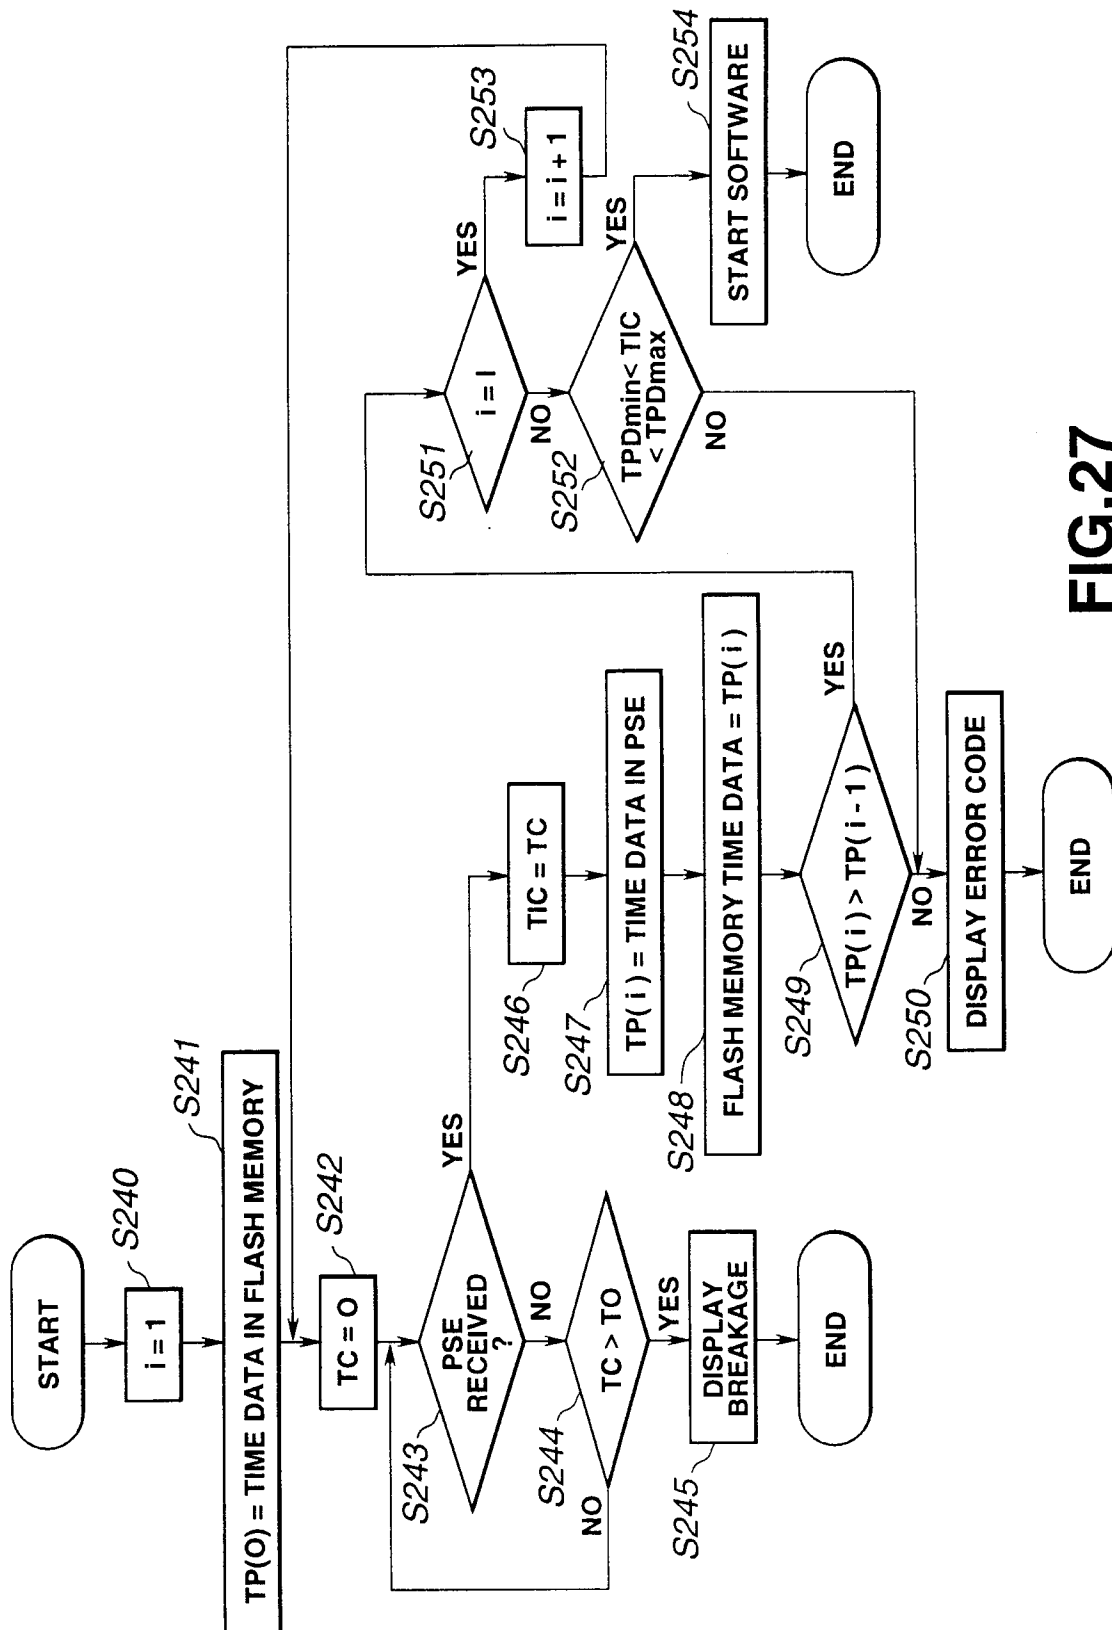 START
i = 1
S240
TP(O) = TIME DATA IN FLASH MEMORY
S241
TC = O
S242
PSE
RECEIVED
?
S243
YES
NO
TC > TO
S244
NO
YES
DISPLAY
BREAKAGE
S245
END
TIC = TC
S246
TP( i ) = TIME DATA IN PSE
S247
FLASH MEMORY TIME DATA = TP( i )
S248
TP( i ) > TP( i - 1 )
S249
YES
NO
DISPLAY ERROR CODE
S250
END
i = I
S251
YES
NO
i = i + 1
S253
TPDmin< TIC
< TPDmax
S252
YES
NO
START SOFTWARE
S254
END
FIG.27